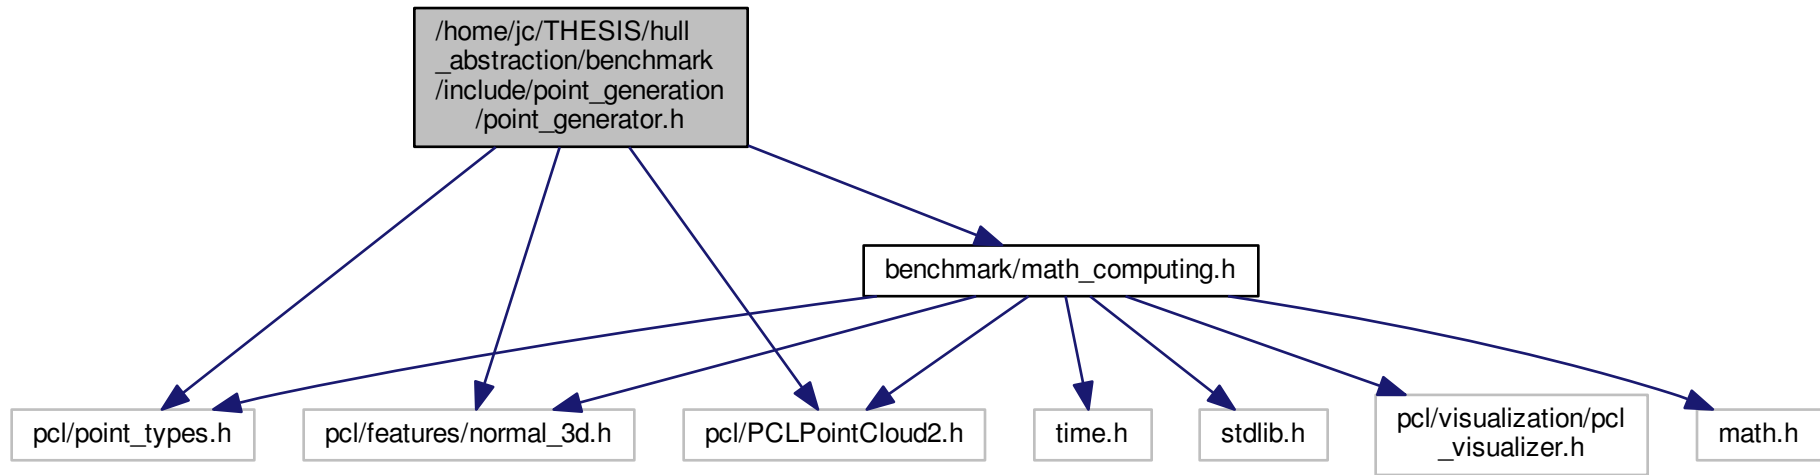 /home/jc/THESIS/hull
_abstraction/benchmark
/include/point_generation
/point_generator.h
benchmark/math_computing.h
pcl/point_types.h
pcl/features/normal_3d.h
pcl/PCLPointCloud2.h
time.h
stdlib.h
pcl/visualization/pcl
_visualizer.h
math.h